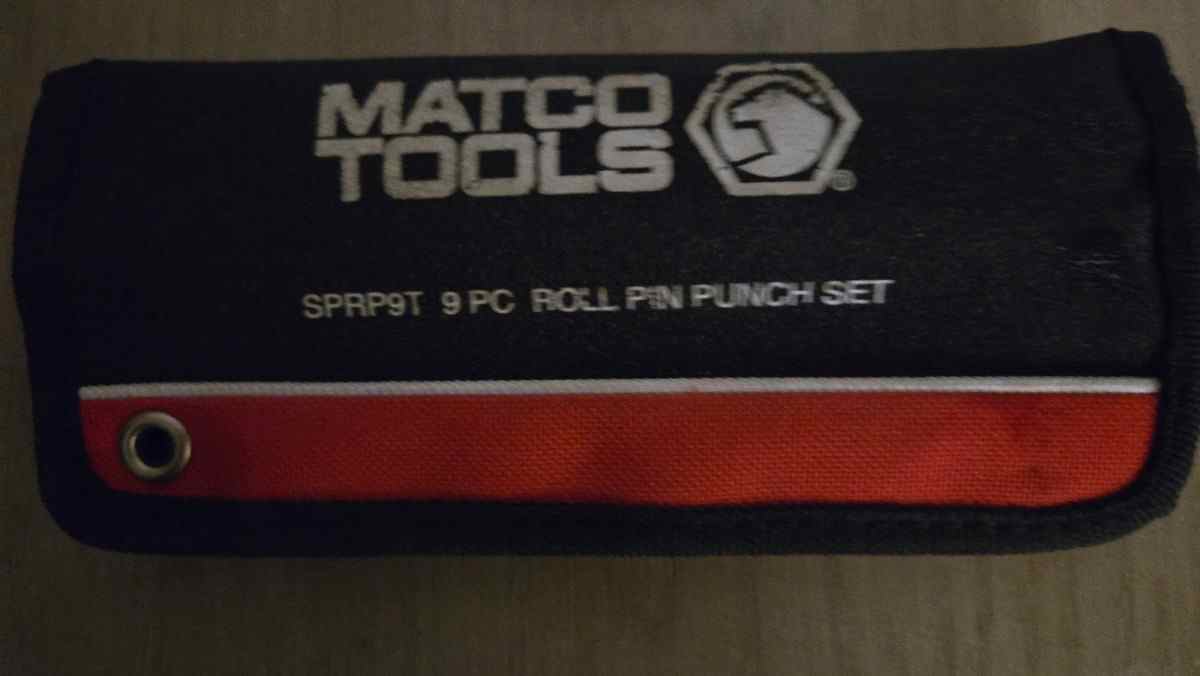 MATCO
TOOLS
®
SPRP9T 9 PC ROLL PIN PUNCH SET